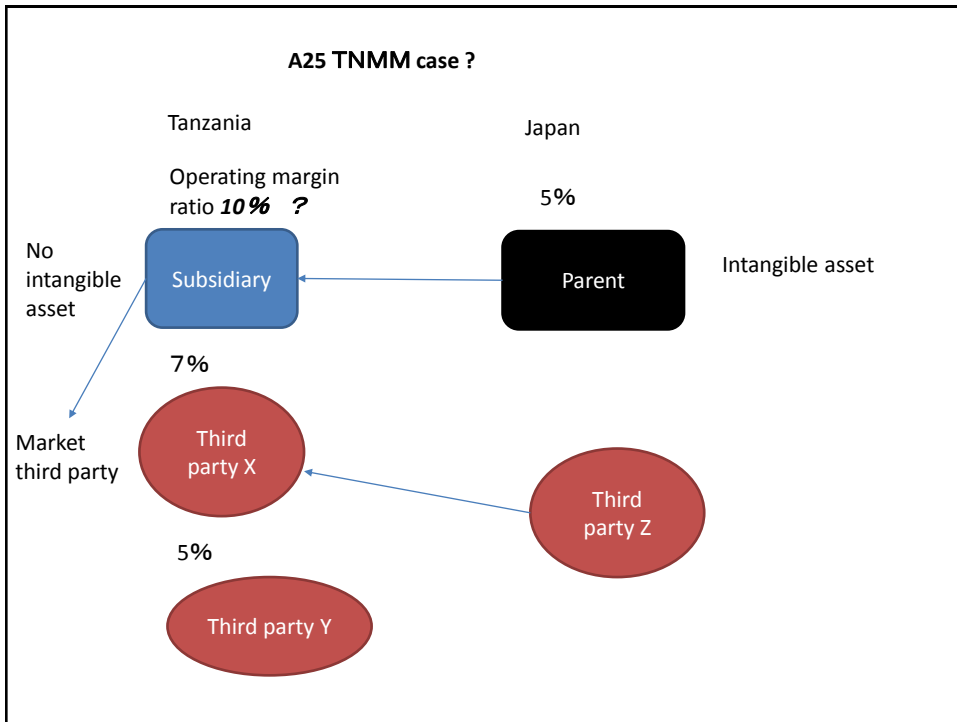 A25 TNMM case ?
Tanzania
Japan
Operating margin
ratio 10％ ？
5%
No
intangible
asset
Subsidiary
Parent
Intangible asset
7%
Market
third party
Third
party X
Third
party Z
5%
Third party Y